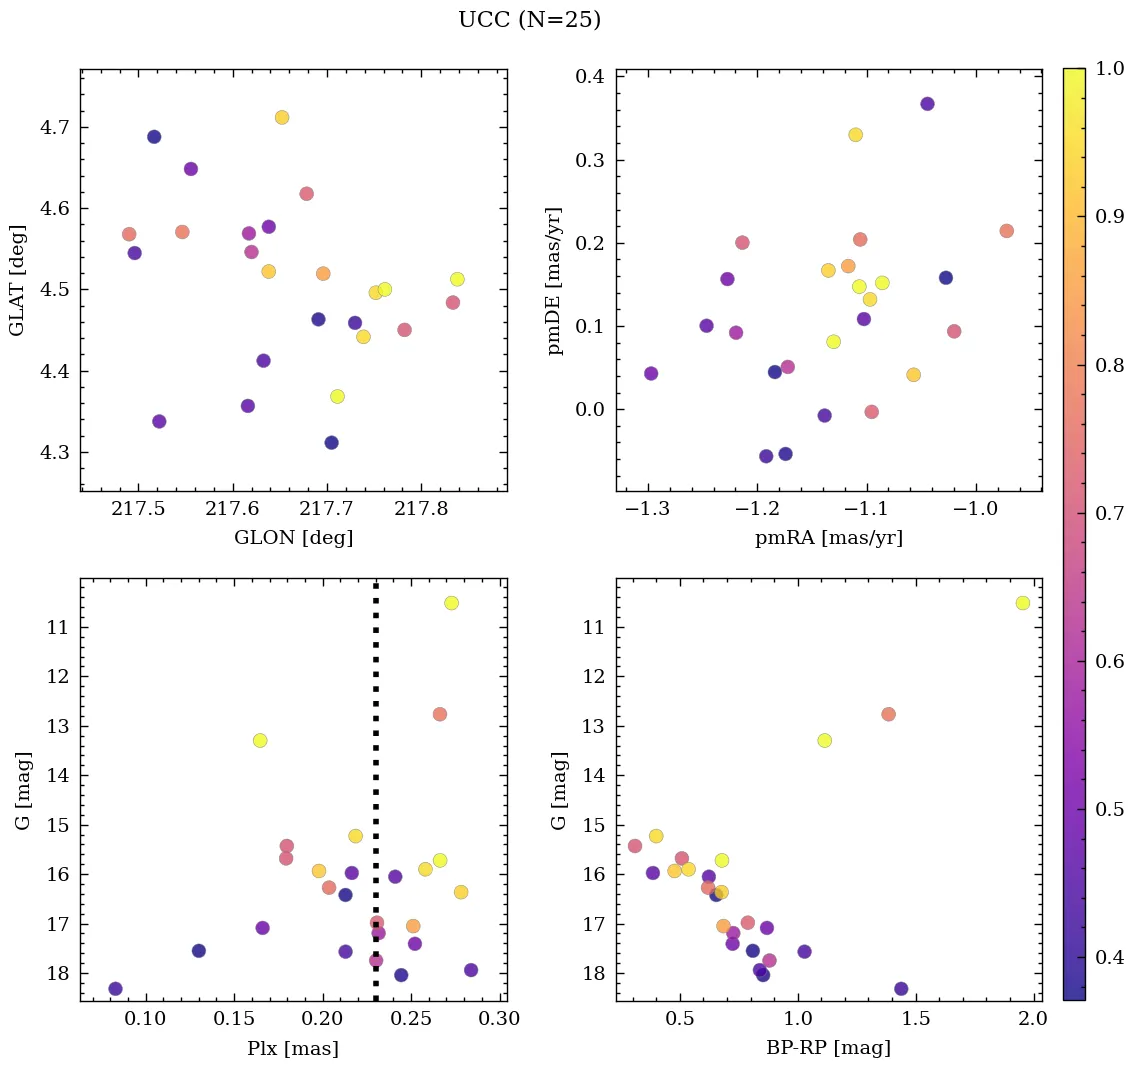 UCC (N=25)
4.7
4.6
4.5
4.4
4.3
GLAT [deg]
217.5 217.6 217.7 217.8
GLON [deg]
0.4
0.3
0.2
0.1
0.0
pmDE [mas/yr]
−1.3 −1.2 −1.1 −1.0
pmRA [mas/yr]
11
12
13
14
15
16
17
18
G [mag]
0.10 0.15 0.20 0.25 0.30
Plx [mas]
11
12
13
14
15
16
17
18
G [mag]
0.5 1.0 1.5 2.0
BP-RP [mag]
1.0
0.9
0.8
0.7
0.6
0.5
0.4